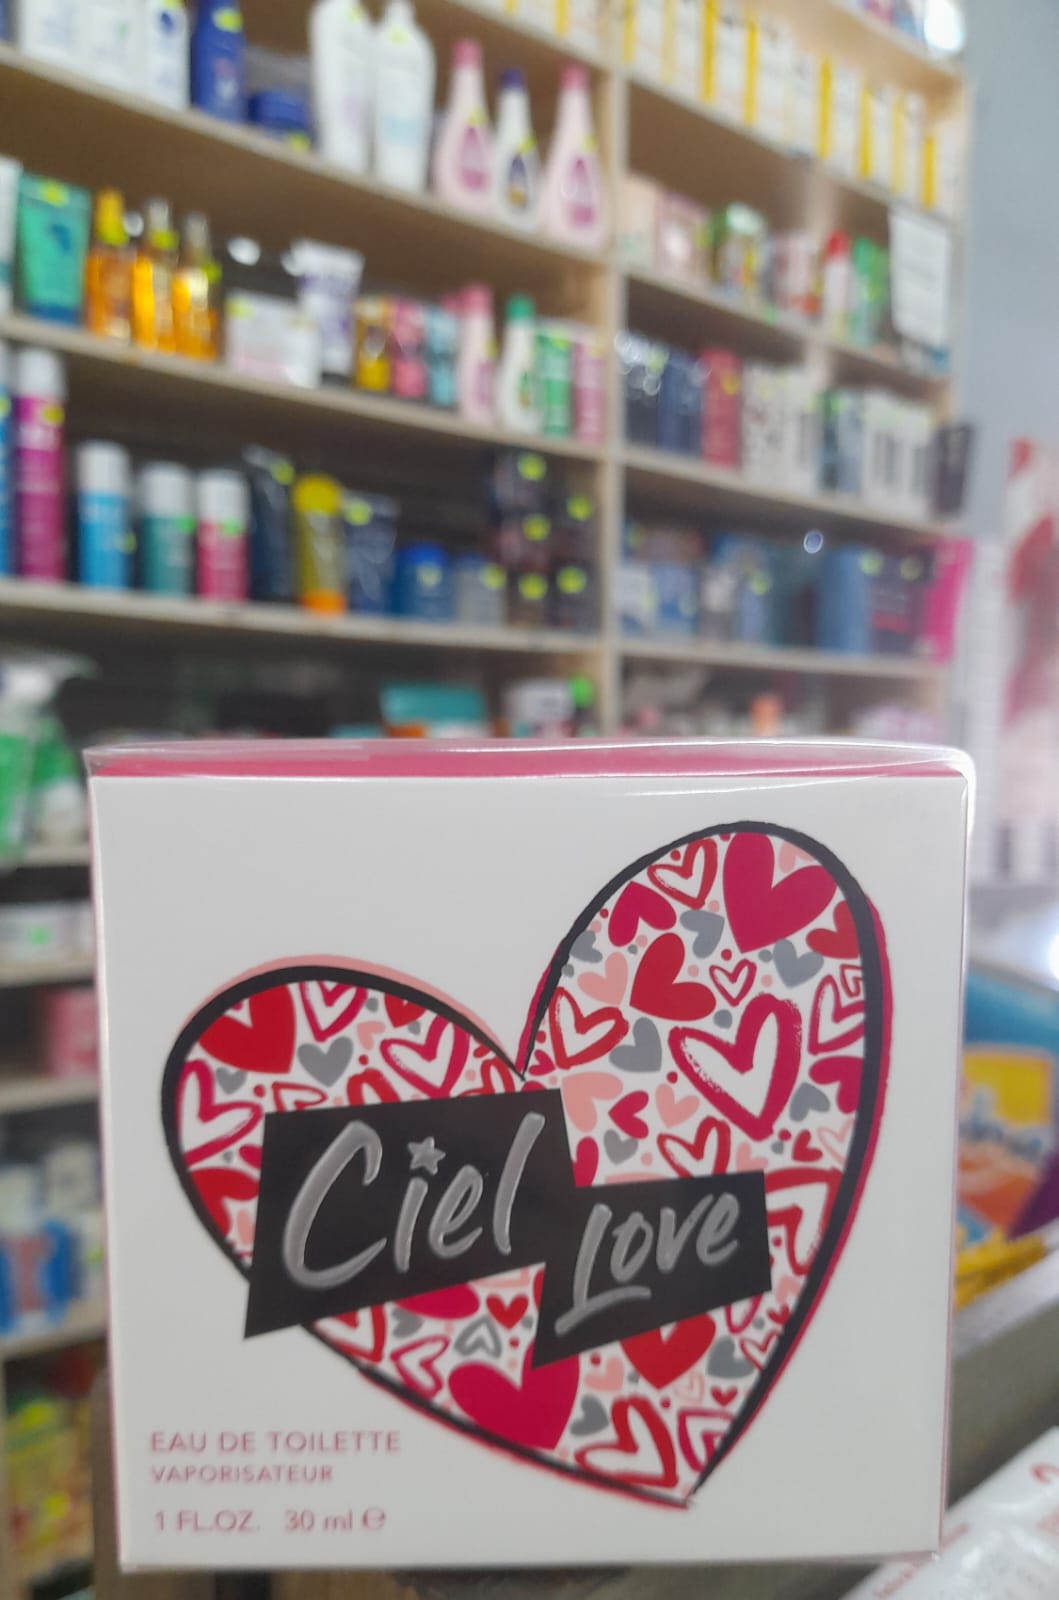 Ciel
Love
EAU DE TOILETTE
VAPORISATEUR
1 FL.OZ. 30 ml ℮